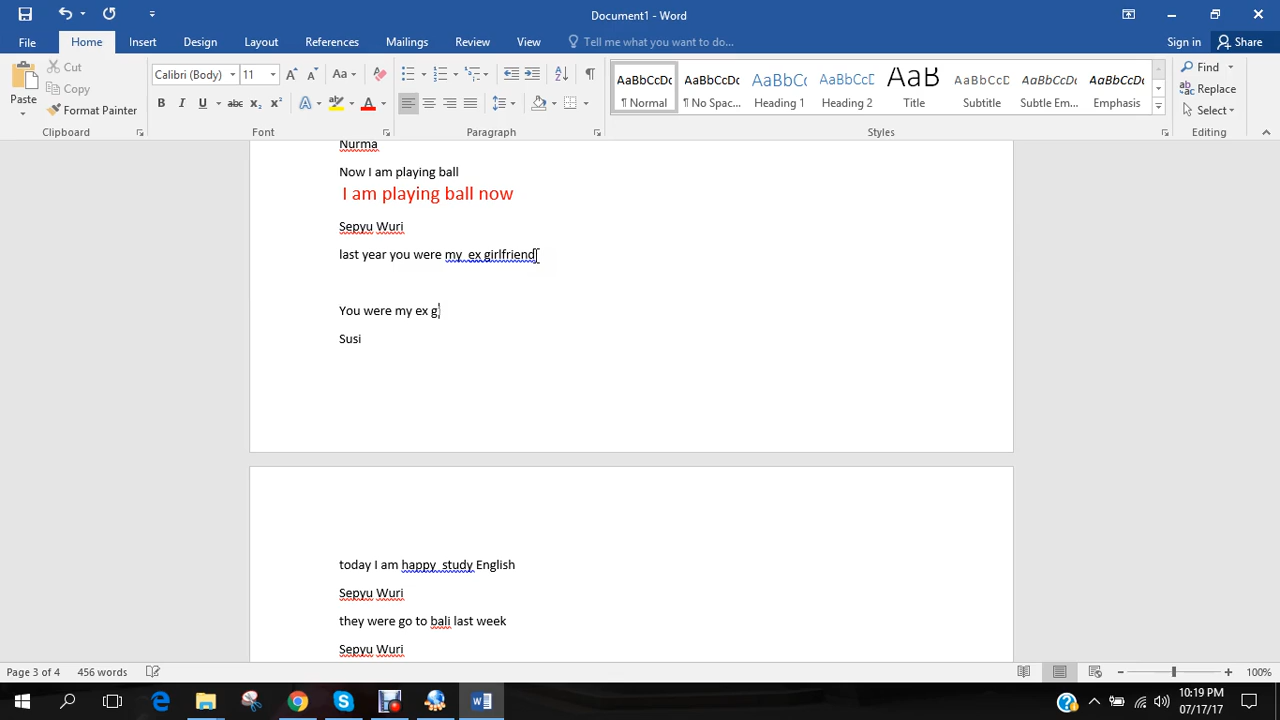 Document1 - Word
File Home Insert Design Layout References Mailings Review View Tell me what you want to do... Sign in Share
Paste
Cut
Copy
Format Painter
Clipboard
Calibri (Body) 11
Font
Paragraph
AaBbCcDc ¶ Normal
AaBbCcDc ¶ No Spac...
AaBbC Heading 1
AaBbCcE Heading 2
AaB Title
AaBbCcD Subtitle
AaBbCcDc Subtle Em...
AaBbCcDc Emphasis
Styles
Find
Replace
Select
Editing
Nurma
Now I am playing ball
I am playing ball now
Sepyu Wuri
last year you were my  ex girlfriend
You were my ex g
Susi
today I am happy  study English
Sepyu Wuri
they were go to bali last week
Sepyu Wuri
Page 3 of 4 456 words
100%
10:19 PM
07/17/17